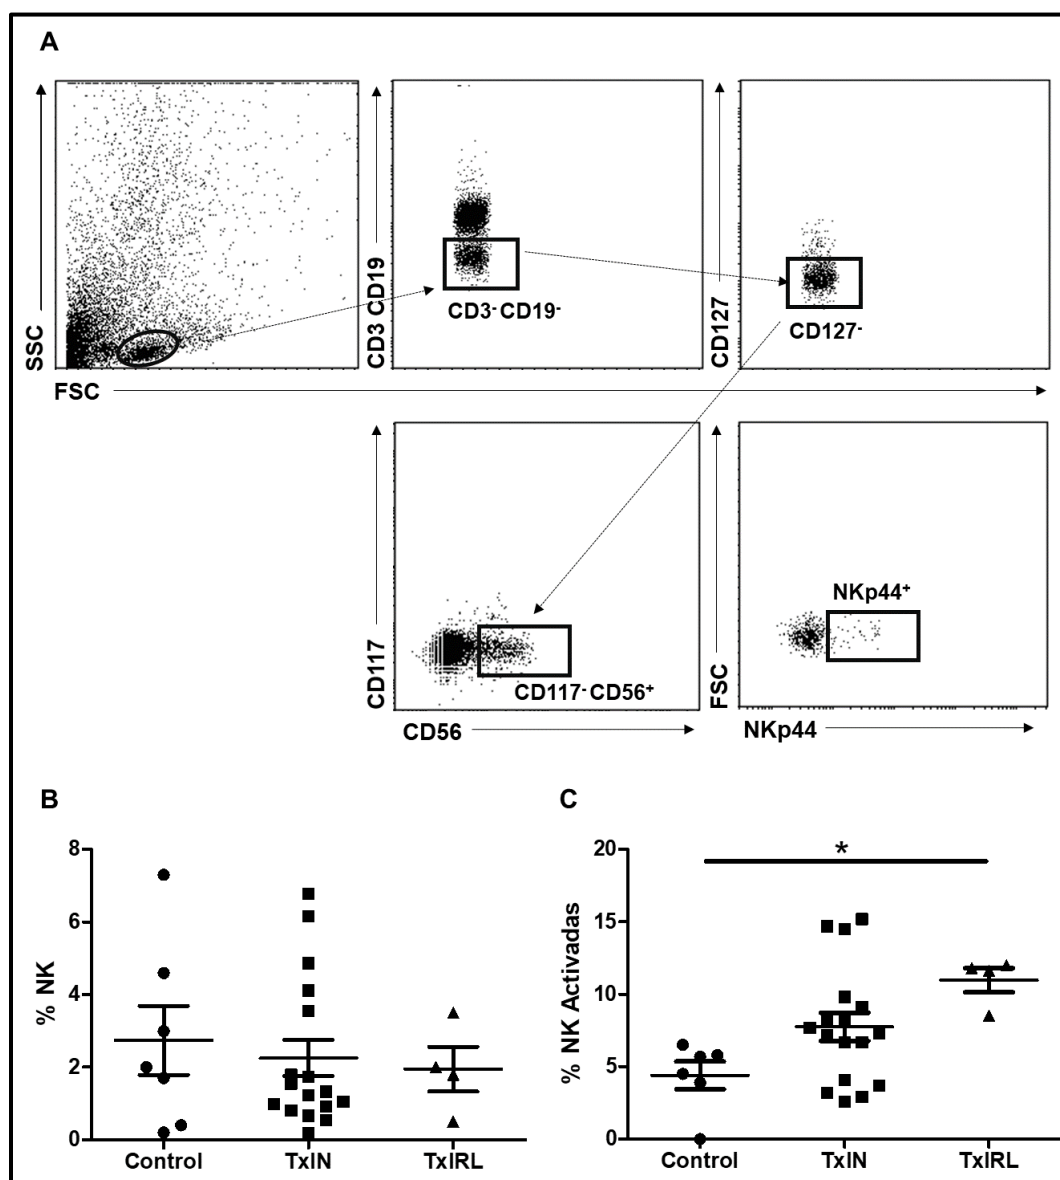 A
SSC
CD3 CD19
CD3- CD19-
CD127
CD127-
FSC
CD117
CD117- CD56+
CD56
FSC
NKp44+
NKp44
B
C
% NK
8
6
4
2
0
Control TxIN TxIRL
% NK Activadas
20
15
10
5
0
*
Control TxIN TxIRL